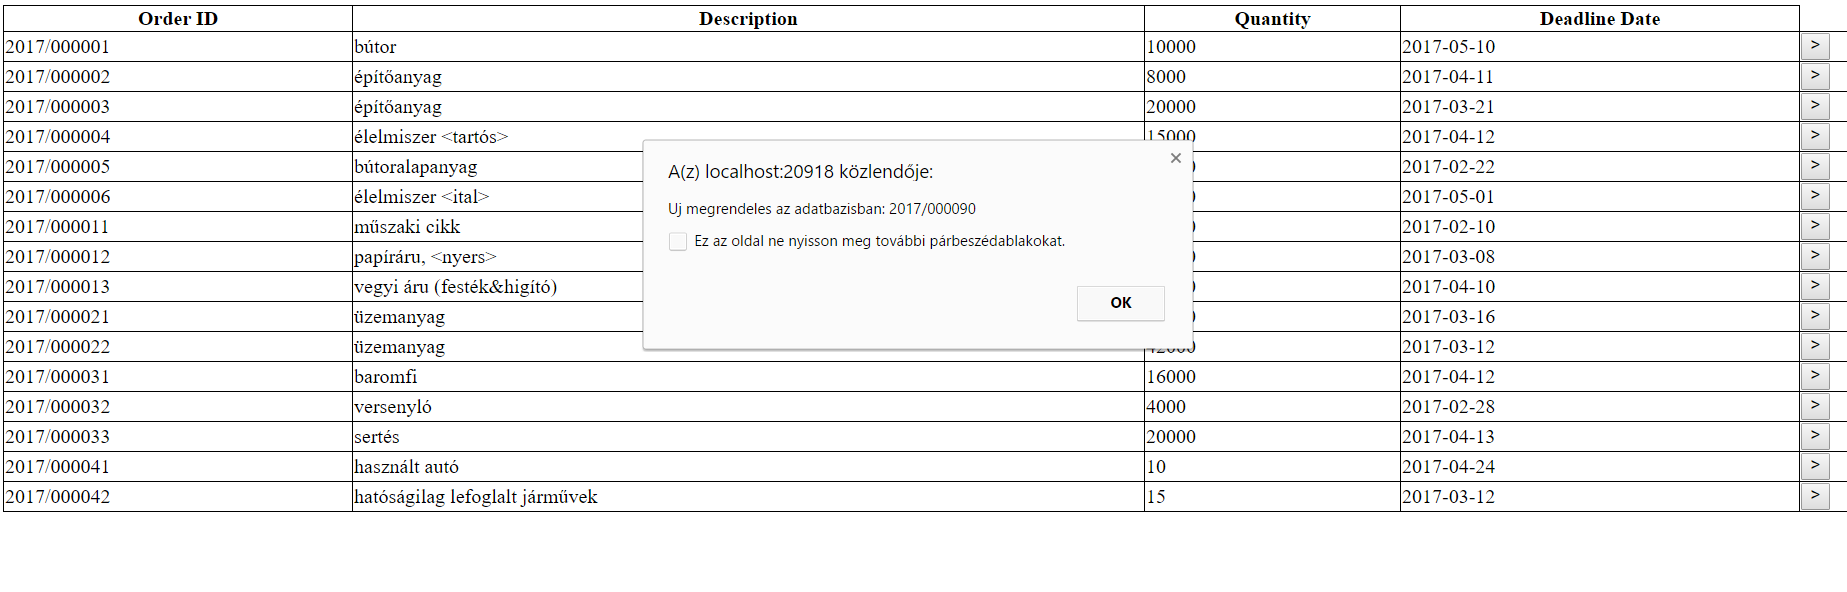 Order ID Description Quantity Deadline Date
2017/000001 bútor 10000 2017-05-10 >
2017/000002 építőanyag 8000 2017-04-11 >
2017/000003 építőanyag 20000 2017-03-21 >
2017/000004 élelmiszer <tartós> 15000 2017-04-12 >
2017/000005 bútoralapanyag 2017-02-22 >
2017/000006 élelmiszer <ital> 2017-05-01 >
2017/000011 műszaki cikk 2017-02-10 >
2017/000012 papíráru, <nyers> 2017-03-08 >
2017/000013 vegyi áru (festék&higító) 2017-04-10 >
2017/000021 üzemanyag 2017-03-16 >
2017/000022 üzemanyag 42000 2017-03-12 >
2017/000031 baromfi 16000 2017-04-12 >
2017/000032 versenyló 4000 2017-02-28 >
2017/000033 sertés 20000 2017-04-13 >
2017/000041 használt autó 10 2017-04-24 >
2017/000042 hatóságilag lefoglalt járművek 15 2017-03-12 >
A(z) localhost:20918 közlendője:
Uj megrendeles az adatbazisban: 2017/000090
Ez az oldal ne nyisson meg további párbeszédablakokat.
OK